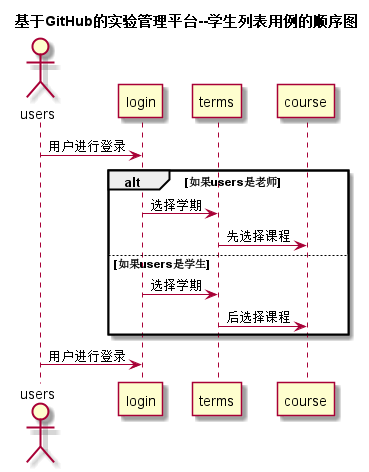 基于GitHub的实验管理平台--学生列表用例的顺序图
users
login terms course
用户进行登录
alt [如果users是老师]
选择学期
先选择课程
[如果users是学生]
选择学期
后选择课程
用户进行登录
users
login terms course